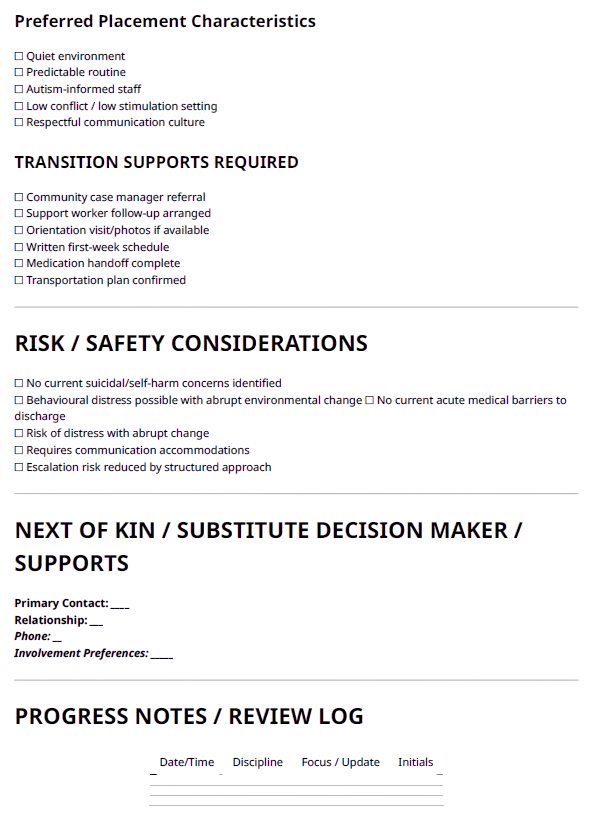 Preferred Placement Characteristics
☐ Quiet environment
☐ Predictable routine
☐ Autism-informed staff
☐ Low conflict / low stimulation setting
☐ Respectful communication culture
TRANSITION SUPPORTS REQUIRED
☐ Community case manager referral
☐ Support worker follow-up arranged
☐ Orientation visit/photos if available
☐ Written first-week schedule
☐ Medication handoff complete
☐ Transportation plan confirmed
RISK / SAFETY CONSIDERATIONS
☐ No current suicidal/self-harm concerns identified
☐ Behavioural distress possible with abrupt environmental change ☐ No current acute medical barriers to
discharge
☐ Risk of distress with abrupt change
☐ Requires communication accommodations
☐ Escalation risk reduced by structured approach
NEXT OF KIN / SUBSTITUTE DECISION MAKER /
SUPPORTS
Primary Contact: ____
Relationship: ___
Phone: __
Involvement Preferences: _____
PROGRESS NOTES / REVIEW LOG
Date/Time Discipline Focus / Update Initials